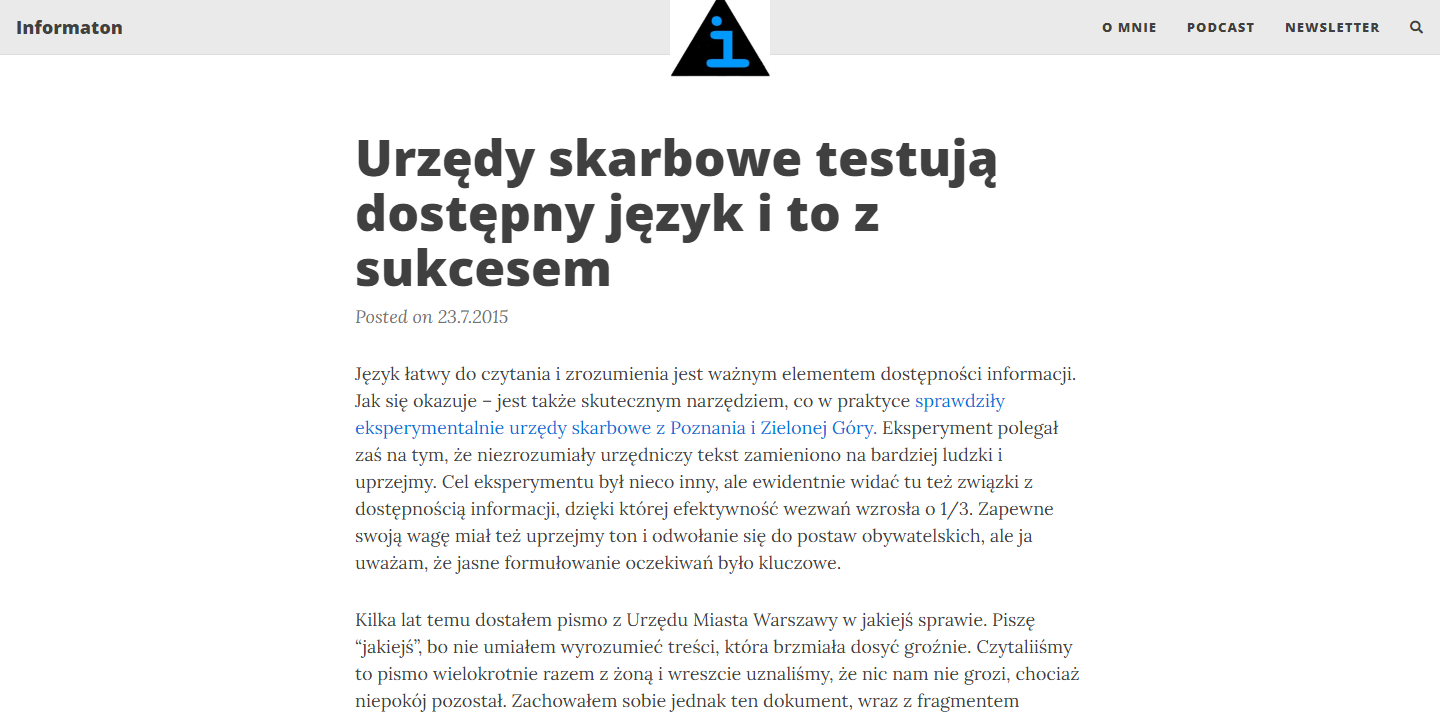 Informaton
i
O MNIE
PODCAST
NEWSLETTER
Urzędy skarbowe testują
dostępny język i to z
sukcesem
Posted on 23.7.2015
Język łatwy do czytania i zrozumienia jest ważnym elementem dostępności informacji.
Jak się okazuje – jest także skutecznym narzędziem, co w praktyce sprawdziły
eksperymentalnie urzędy skarbowe z Poznania i Zielonej Góry. Eksperyment polegał
zaś na tym, że niezrozumiały urzędniczy tekst zamieniono na bardziej ludzki i
uprzejmy. Cel eksperymentu był nieco inny, ale ewidentnie widać tu też związki z
dostępnością informacji, dzięki której efektywność wezwań wzrosła o 1/3. Zapewne
swoją wagę miał też uprzejmy ton i odwołanie się do postaw obywatelskich, ale ja
uważam, że jasne formułowanie oczekiwań było kluczowe.
Kilka lat temu dostałem pismo z Urzędu Miasta Warszawy w jakiejś sprawie. Piszę
“jakiejś”, bo nie umiałem wyrozumieć treści, która brzmiała dosyć groźnie. Czytaliiśmy
to pismo wielokrotnie razem z żoną i wreszcie uznaliśmy, że nic nam nie grozi, chociaż
niepokój pozostał. Zachowałem sobie jednak ten dokument, wraz z fragmentem